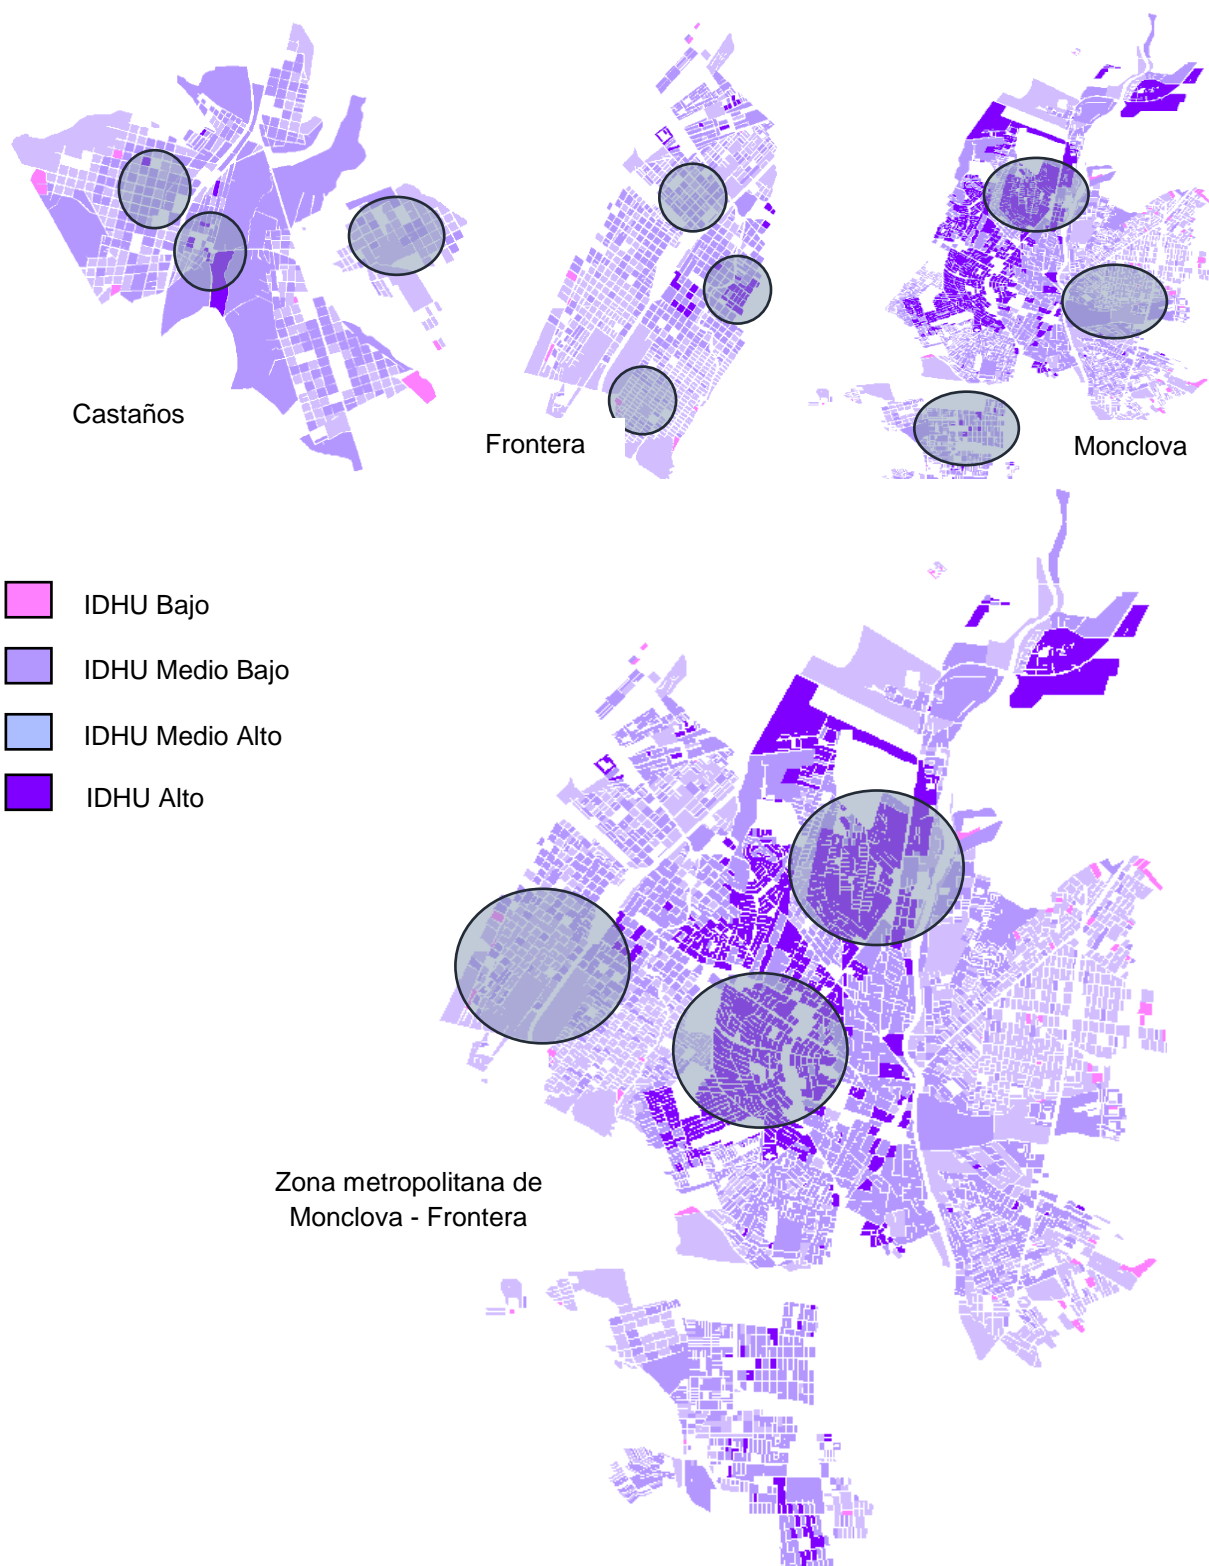 Castaños
Frontera
Monclova
IDHU Bajo
IDHU Medio Bajo
IDHU Medio Alto
IDHU Alto
Zona metropolitana de
Monclova - Frontera